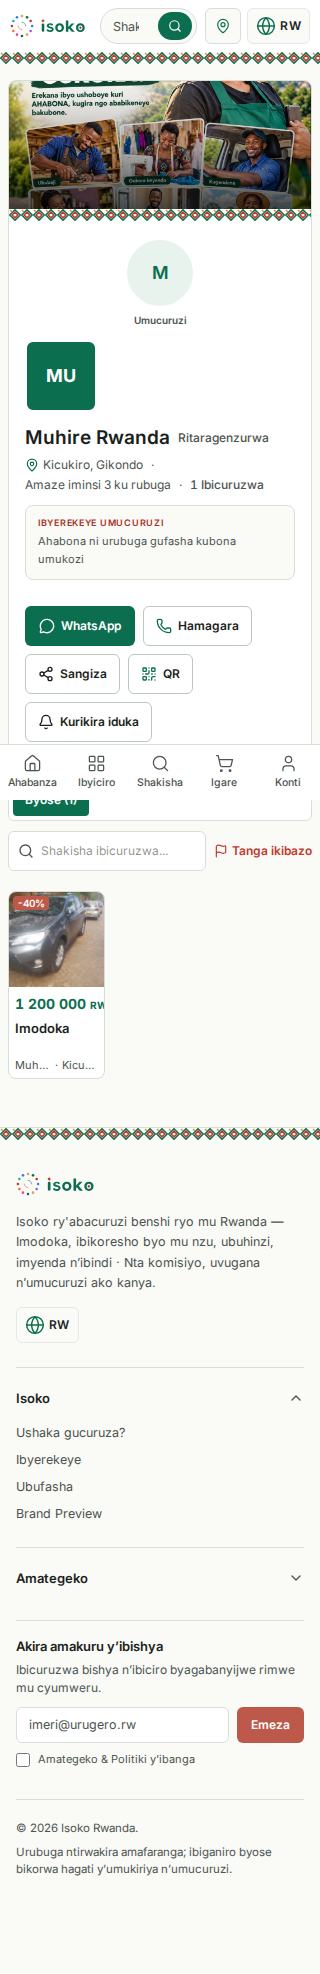 isoko
Shak
RW
Erekana ibyo ushoboye kuri
AHABONA, kugira ngo ababikeneye
bakubone.
Ububaji
Gukora imyenda
Kugendana
M
Umucuruzi
MU
Muhire Rwanda Ritaragenzurwa
Kicukiro, Gikondo ·
Amaze iminsi 3 ku rubuga · 1 Ibicuruzwa
IBYEREKEYE UMUCURUZI
Ahabona ni urubuga gufasha kubona
umukozi
WhatsApp
Hamagara
Sangiza
QR
Kurikira iduka
Ahabanza
Ibyiciro
Shakisha
Igare
Konti
Byose (1)
Shakisha ibicuruzwa...
Tanga ikibazo
-40%
1 200 000 RW
Imodoka
Muh... · Kicu...
isoko
Isoko ry'abacuruzi benshi ryo mu Rwanda —
Imodoka, ibikoresho byo mu nzu, ubuhinzi,
imyenda n'ibindi · Nta komisiyo, uvugana
n'umucuruzi ako kanya.
RW
Isoko
Ushaka gucuruza?
Ibyerekeye
Ubufasha
Brand Preview
Amategeko
Akira amakuru y'ibishya
Ibicuruzwa bishya n'ibiciro byagabanyijwe rimwe
mu cyumweru.
imeri@urugero.rw
Emeza
Amategeko & Politiki y'ibanga
© 2026 Isoko Rwanda.
Urubuga ntirwakira amafaranga; ibiganiro byose
bikorwa hagati y'umukiriya n'umucuruzi.